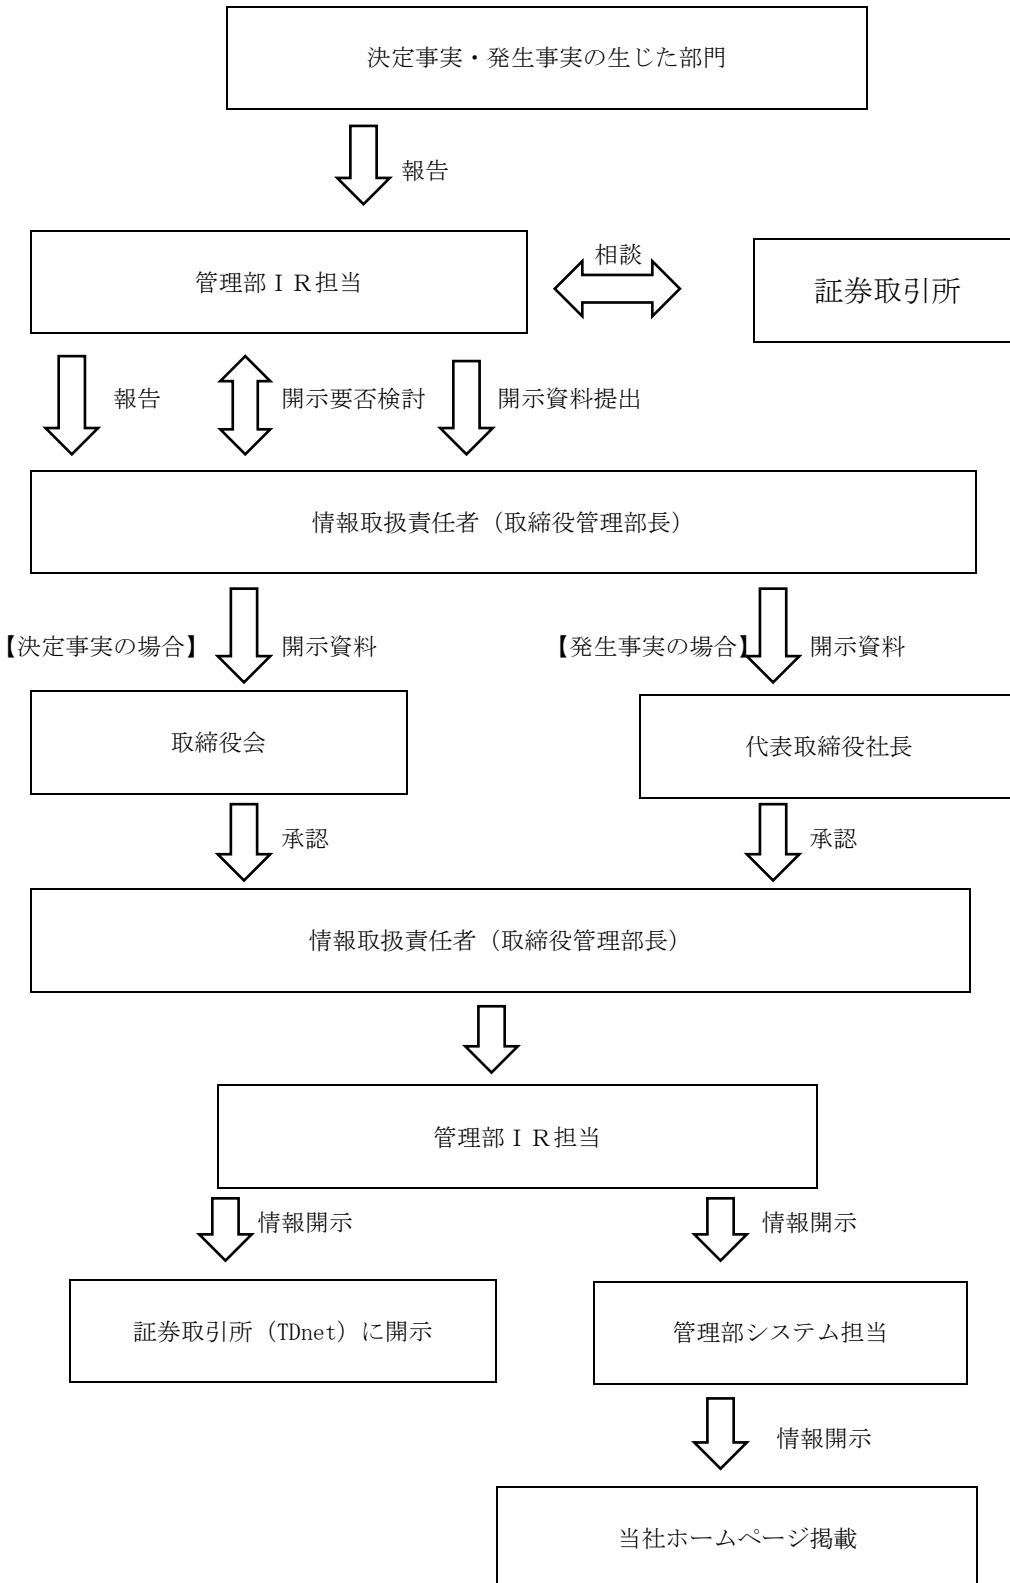 決定事実・発生事実の生じた部門
報告
管理部ＩＲ担当
相談
証券取引所
報告
開示要否検討
開示資料提出
情報取扱責任者（取締役管理部長）
【決定事実の場合】
開示資料
【発生事実の場合】
開示資料
取締役会
代表取締役社長
承認
承認
情報取扱責任者（取締役管理部長）
管理部ＩＲ担当
情報開示
情報開示
証券取引所（TDnet）に開示
管理部システム担当
情報開示
当社ホームページ掲載